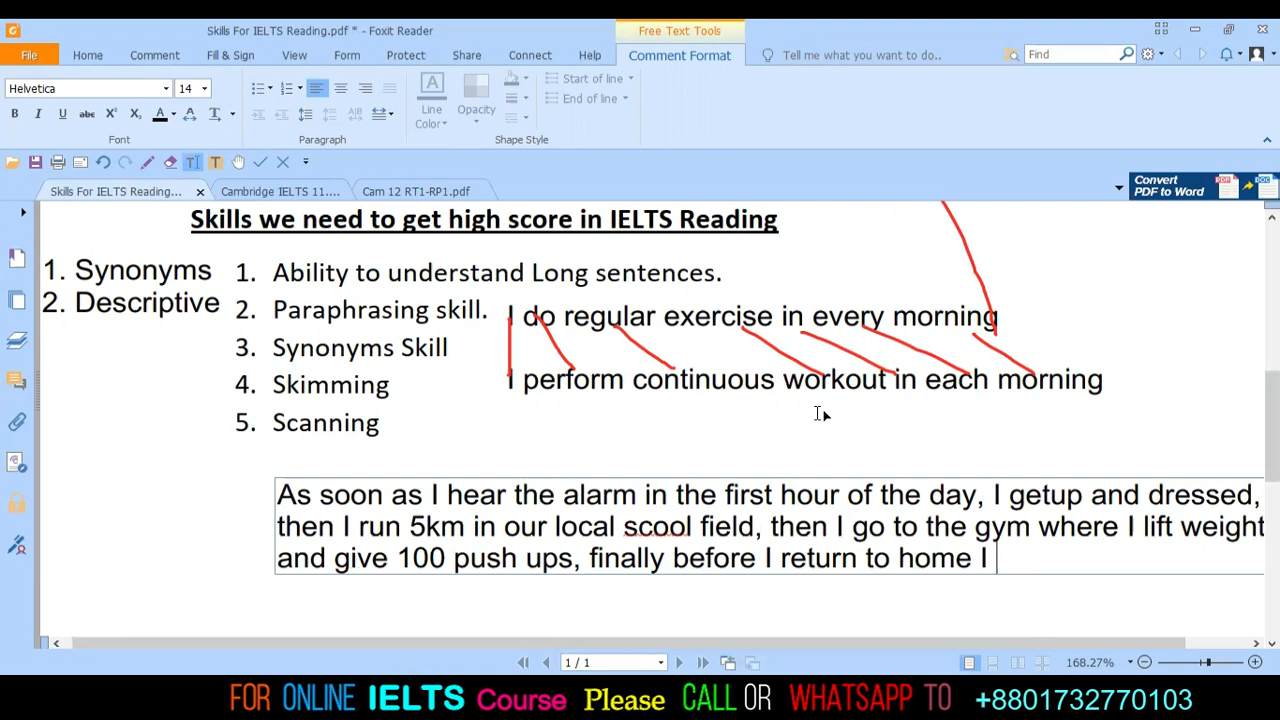 Skills For IELTS Reading.pdf * - Foxit Reader
Free Text Tools
File Home Comment Fill & Sign View Form Protect Share Connect Help Comment Format Tell me what you want to do.. Find
Helvetica 14
Line Color
Opacity
Start of line
End of line
B I U abc X² X₂ A A T
Font Paragraph Shape Style
Skills For IELTS Reading... Cambridge IELTS 11.... Cam 12 RT1-RP1.pdf
Convert PDF to Word
Skills we need to get high score in IELTS Reading
1. Synonyms
2. Descriptive
1. Ability to understand Long sentences.
2. Paraphrasing skill.
3. Synonyms Skill
4. Skimming
5. Scanning
I do regular exercise in every morning
I perform continuous workout in each morning
As soon as I hear the alarm in the first hour of the day, I getup and dressed,
then I run 5km in our local scool field, then I go to the gym where I lift weight
and give 100 push ups, finally before I return to home I
1 / 1
168.27%
FOR ONLINE IELTS Course Please CALL OR WHATSAPP TO +8801732770103